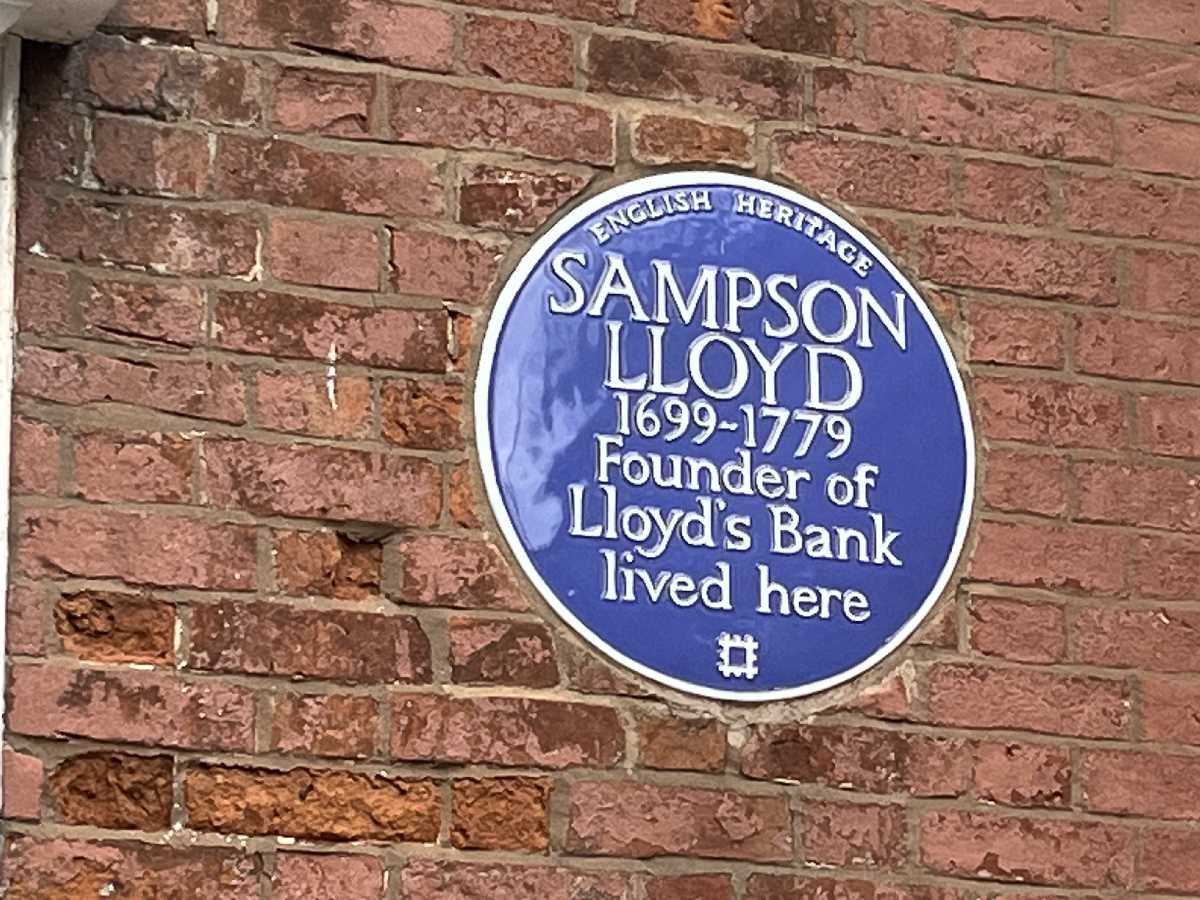 ENGLISH HERITAGE
SAMPSON
LLOYD
1699-1779
Founder of
Lloyd's Bank
lived here